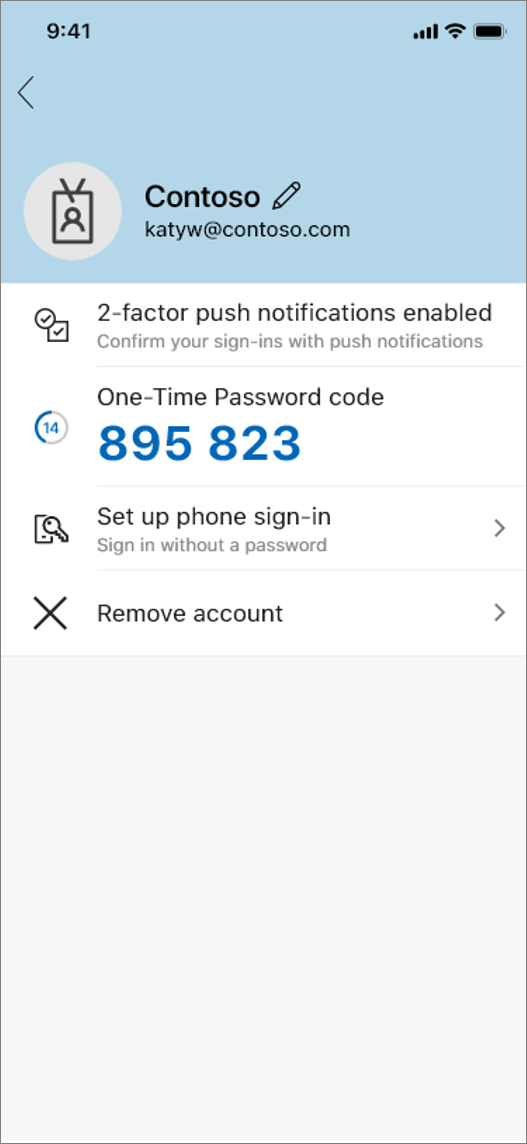 9:41
Contoso
katyw@contoso.com
2-factor push notifications enabled
Confirm your sign-ins with push notifications
One-Time Password code
14
895 823
Set up phone sign-in
Sign in without a password
Remove account